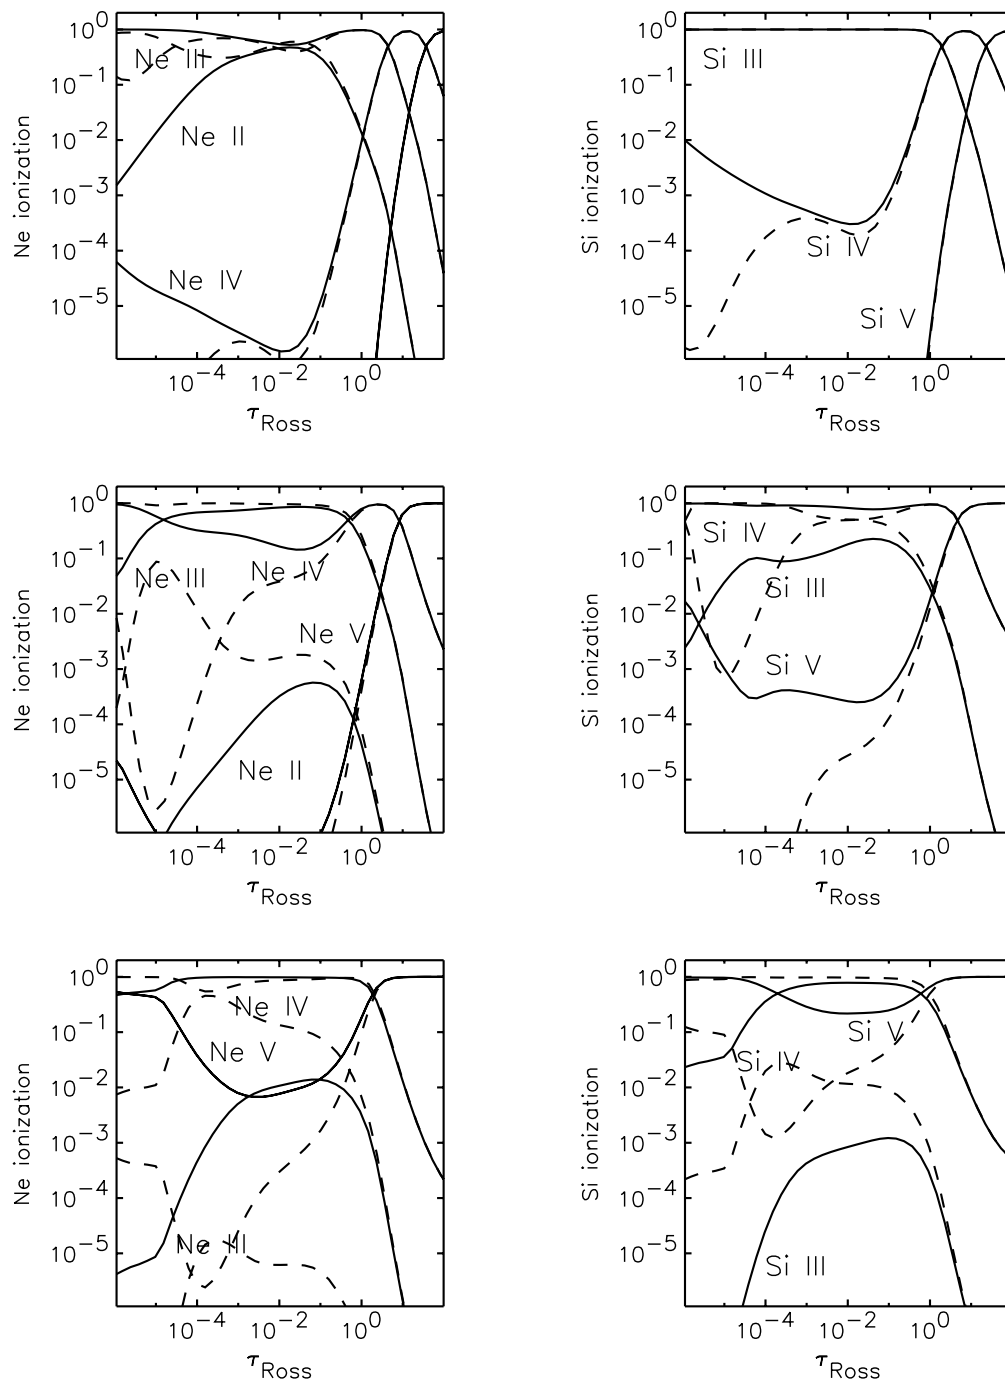 10^0
10^-1
10^-2
10^-3
10^-4
10^-5
Ne ionization
Ne III
Ne II
Ne IV
10^-4 10^-2 10^0
τ_Ross
10^0
10^-1
10^-2
10^-3
10^-4
10^-5
Si ionization
Si III
Si IV
Si V
10^-4 10^-2 10^0
τ_Ross
10^0
10^-1
10^-2
10^-3
10^-4
10^-5
Ne ionization
Ne III
Ne IV
Ne V
Ne II
10^-4 10^-2 10^0
τ_Ross
10^0
10^-1
10^-2
10^-3
10^-4
10^-5
Si ionization
Si IV
Si III
Si V
10^-4 10^-2 10^0
τ_Ross
10^0
10^-1
10^-2
10^-3
10^-4
10^-5
Ne ionization
Ne IV
Ne V
Ne III
10^-4 10^-2 10^0
τ_Ross
10^0
10^-1
10^-2
10^-3
10^-4
10^-5
Si ionization
Si V
Si IV
Si III
10^-4 10^-2 10^0
τ_Ross